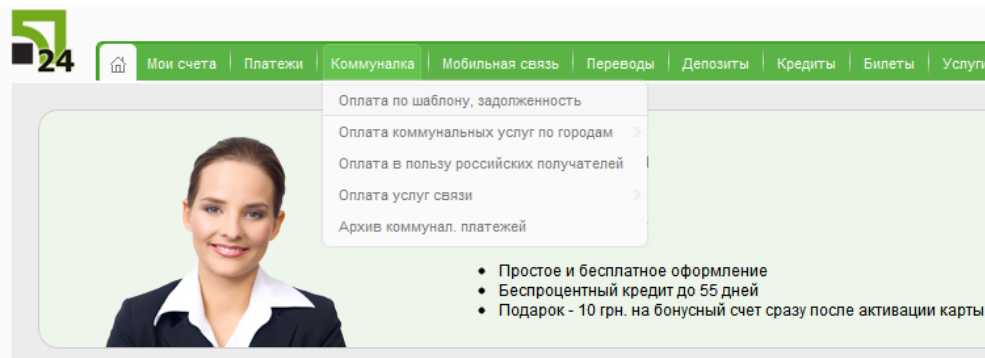 24
Мои счета Платежи Коммуналка Мобильная связь Переводы Депозиты Кредиты Билеты Услуги
Оплата по шаблону, задолженность
Оплата коммунальных услуг по городам
Оплата в пользу российских получателей
Оплата услуг связи
Архив коммунал. платежей
Простое и бесплатное оформление
Беспроцентный кредит до 55 дней
Подарок - 10 грн. на бонусный счет сразу после активации карты